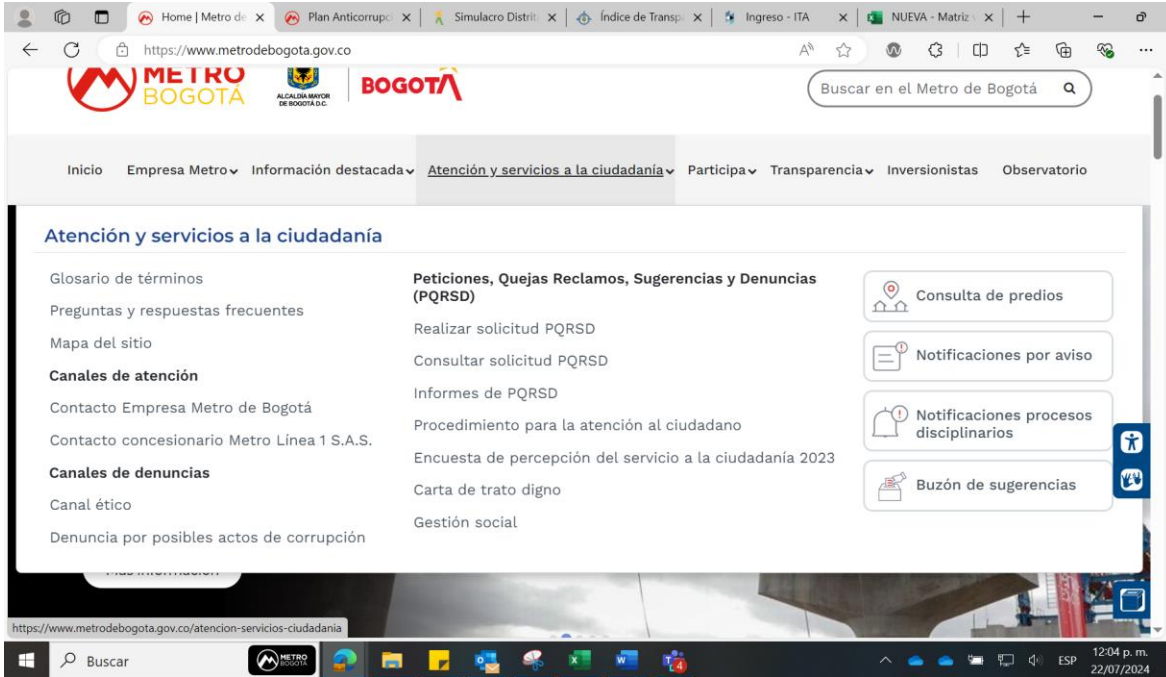 Home | Metro de
Plan Anticorrupci
Simulacro Distrit
Índice de Transp
Ingreso - ITA
NUEVA - Matriz
https://www.metrodebogota.gov.co
METRO
BOGOTÁ
ALCALDÍA MAYOR
DE BOGOTÁ D.C.
BOGOTÁ
Buscar en el Metro de Bogotá
Inicio
Empresa Metro
Información destacada
Atención y servicios a la ciudadanía
Participa
Transparencia
Inversionistas
Observatorio
Atención y servicios a la ciudadanía
Glosario de términos
Preguntas y respuestas frecuentes
Mapa del sitio
Canales de atención
Contacto Empresa Metro de Bogotá
Contacto concesionario Metro Línea 1 S.A.S.
Canales de denuncias
Canal ético
Denuncia por posibles actos de corrupción
Peticiones, Quejas Reclamos, Sugerencias y Denuncias
(PQRSD)
Realizar solicitud PQRSD
Consultar solicitud PQRSD
Informes de PQRSD
Procedimiento para la atención al ciudadano
Encuesta de percepción del servicio a la ciudadanía 2023
Carta de trato digno
Gestión social
Consulta de predios
Notificaciones por aviso
Notificaciones procesos
disciplinarios
Buzón de sugerencias
https://www.metrodebogota.gov.co/atencion-servicios-ciudadania
Buscar
METRO
BOGOTÁ
4
ESP
12:04 p. m.
22/07/2024